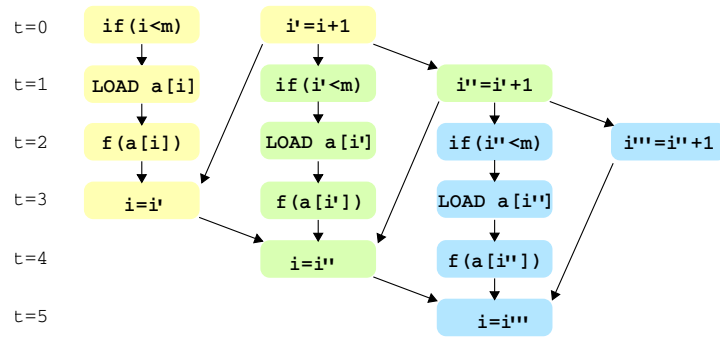 t=0 if(i<m) i'=i+1
t=1 LOAD a[i] if(i'<m) i''=i'+1
t=2 f(a[i]) LOAD a[i'] if(i''<m) i'''=i''+1
t=3 i=i' f(a[i']) LOAD a[i'']
t=4 i=i'' f(a[i''])
t=5 i=i'''